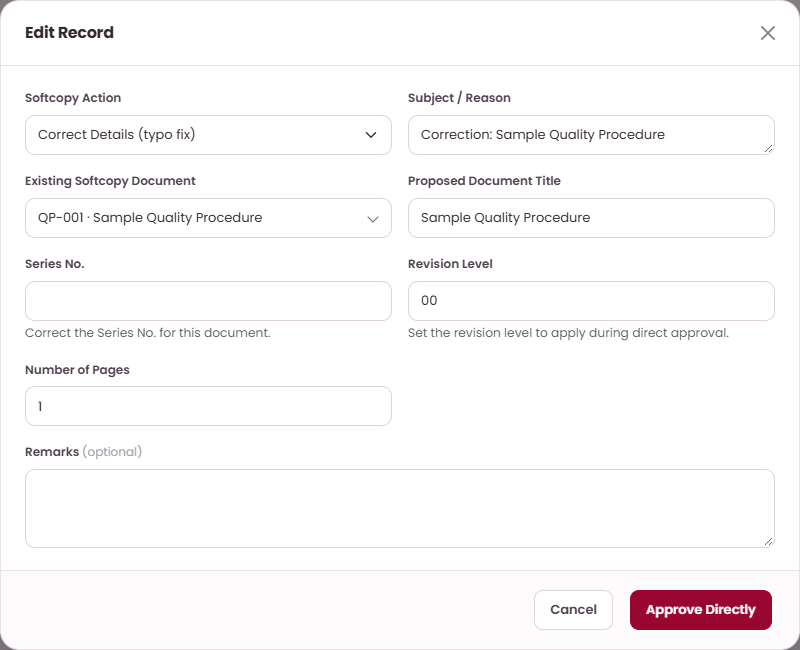 Edit Record
Softcopy Action
Subject / Reason
Correct Details (typo fix)
Correction: Sample Quality Procedure
Existing Softcopy Document
Proposed Document Title
QP-001 · Sample Quality Procedure
Sample Quality Procedure
Series No.
Revision Level
00
Correct the Series No. for this document.
Set the revision level to apply during direct approval.
Number of Pages
1
Remarks (optional)
Cancel
Approve Directly